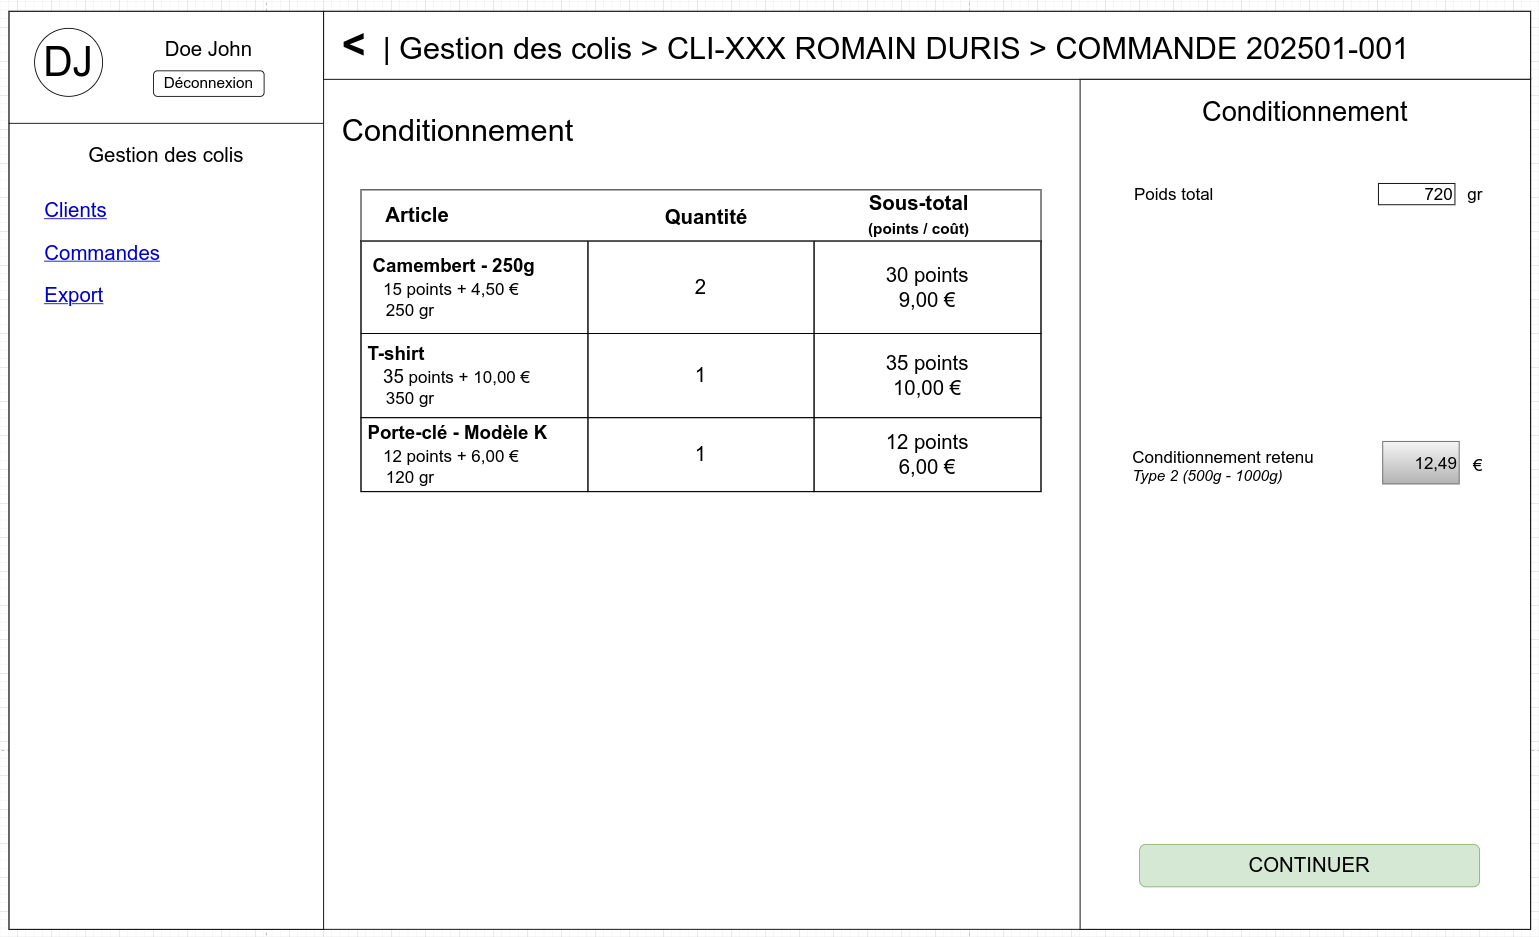 DJ
Doe John
Déconnexion
Gestion des colis
Clients
Commandes
Export
< | Gestion des colis > CLI-XXX ROMAIN DURIS > COMMANDE 202501-001
Conditionnement
Article Quantité Sous-total
(points / coût)
Camembert - 250g
15 points + 4,50 €
250 gr
2
30 points
9,00 €
T-shirt
35 points + 10,00 €
350 gr
1
35 points
10,00 €
Porte-clé - Modèle K
12 points + 6,00 €
120 gr
1
12 points
6,00 €
Conditionnement
Poids total 720 gr
Conditionnement retenu
Type 2 (500g - 1000g)
12,49 €
CONTINUER